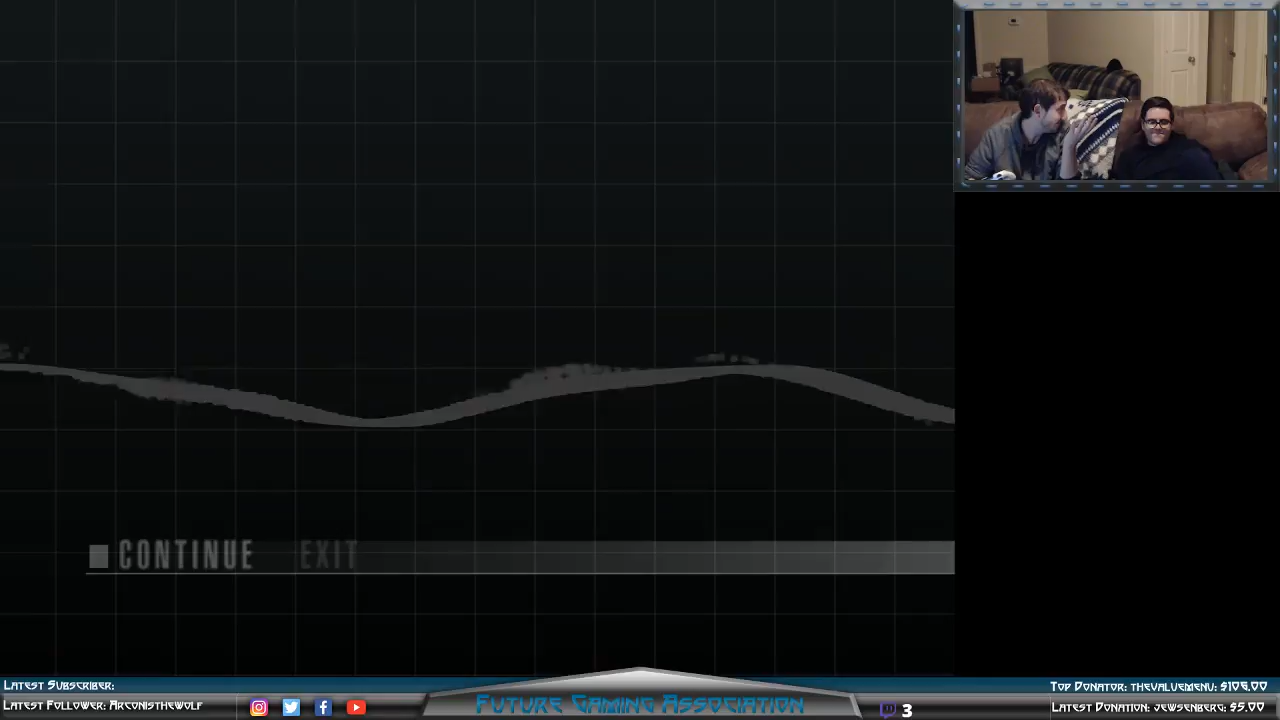 CONTINUE EXIT
Latest Subscriber:
Latest Follower: ArconisTheWolf
Future Gaming Association
3
Top Donator: TheValueMenu: $106.00
Latest Donation: Jewsenberg: $5.00